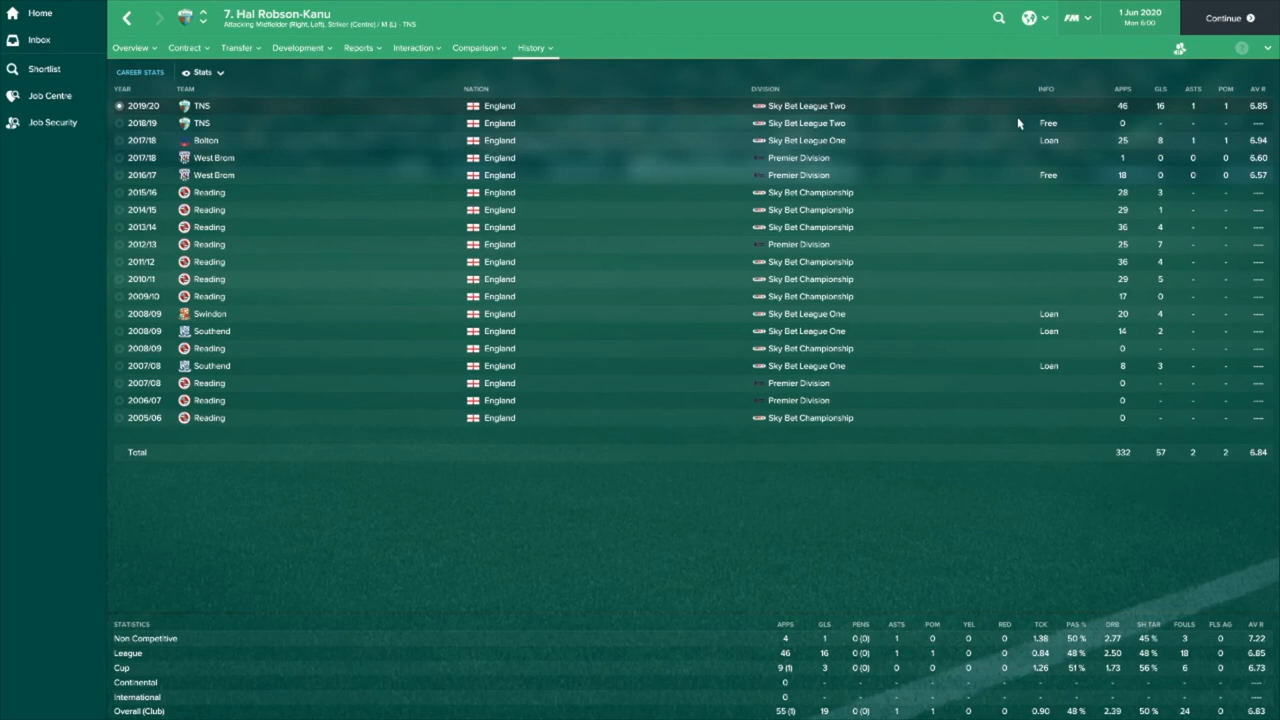 Home
Inbox
Shortlist
Job Centre
Job Security
7. Hal Robson-Kanu
Attacking Midfielder (Right, Left), Striker (Centre) / M (L) - TNS
FM
1 Jun 2020
Mon 6:00
Continue
Overview Contract Transfer Development Reports Interaction Comparison History
CAREER STATS Stats
YEAR TEAM NATION DIVISION INFO APPS GLS ASTS POM AV R
2019/20 TNS England Sky Bet League Two 46 16 1 1 6.85
2018/19 TNS England Sky Bet League Two Free 0 - - - ----
2017/18 Bolton England Sky Bet League One Loan 25 8 1 1 6.94
2017/18 West Brom England Premier Division 1 0 0 0 6.60
2016/17 West Brom England Premier Division Free 18 0 0 0 6.57
2015/16 Reading England Sky Bet Championship 28 3 - - ----
2014/15 Reading England Sky Bet Championship 29 1 - - ----
2013/14 Reading England Sky Bet Championship 36 4 - - ----
2012/13 Reading England Premier Division 25 7 - - ----
2011/12 Reading England Sky Bet Championship 36 4 - - ----
2010/11 Reading England Sky Bet Championship 29 5 - - ----
2009/10 Reading England Sky Bet Championship 17 0 - - ----
2008/09 Swindon England Sky Bet League One Loan 20 4 - - ----
2008/09 Southend England Sky Bet League One Loan 14 2 - - ----
2008/09 Reading England Sky Bet Championship 0 - - - ----
2007/08 Southend England Sky Bet League One Loan 8 3 - - ----
2007/08 Reading England Premier Division 0 - - - ----
2006/07 Reading England Premier Division 0 - - - ----
2005/06 Reading England Sky Bet Championship 0 - - - ----
Total 332 57 2 2 6.84
STATISTICS APPS GLS PENS ASTS POM YEL RED TCK PAS % DRB SH TAR FOULS FLS AG AV R
Non Competitive 4 1 0 (0) 1 0 0 0 1.38 50 % 2.77 45 % 3 0 7.22
League 46 16 0 (0) 1 1 0 0 0.84 48 % 2.50 48 % 18 0 6.85
Cup 9 (1) 3 0 (0) 0 0 0 0 1.26 51 % 1.73 56 % 6 0 6.73
Continental 0 - - - - - - - - - - - - ----
International 0 - - - - - - - - - - - - ----
Overall (Club) 55 (1) 19 0 (0) 1 1 0 0 0.90 48 % 2.39 50 % 24 0 6.83